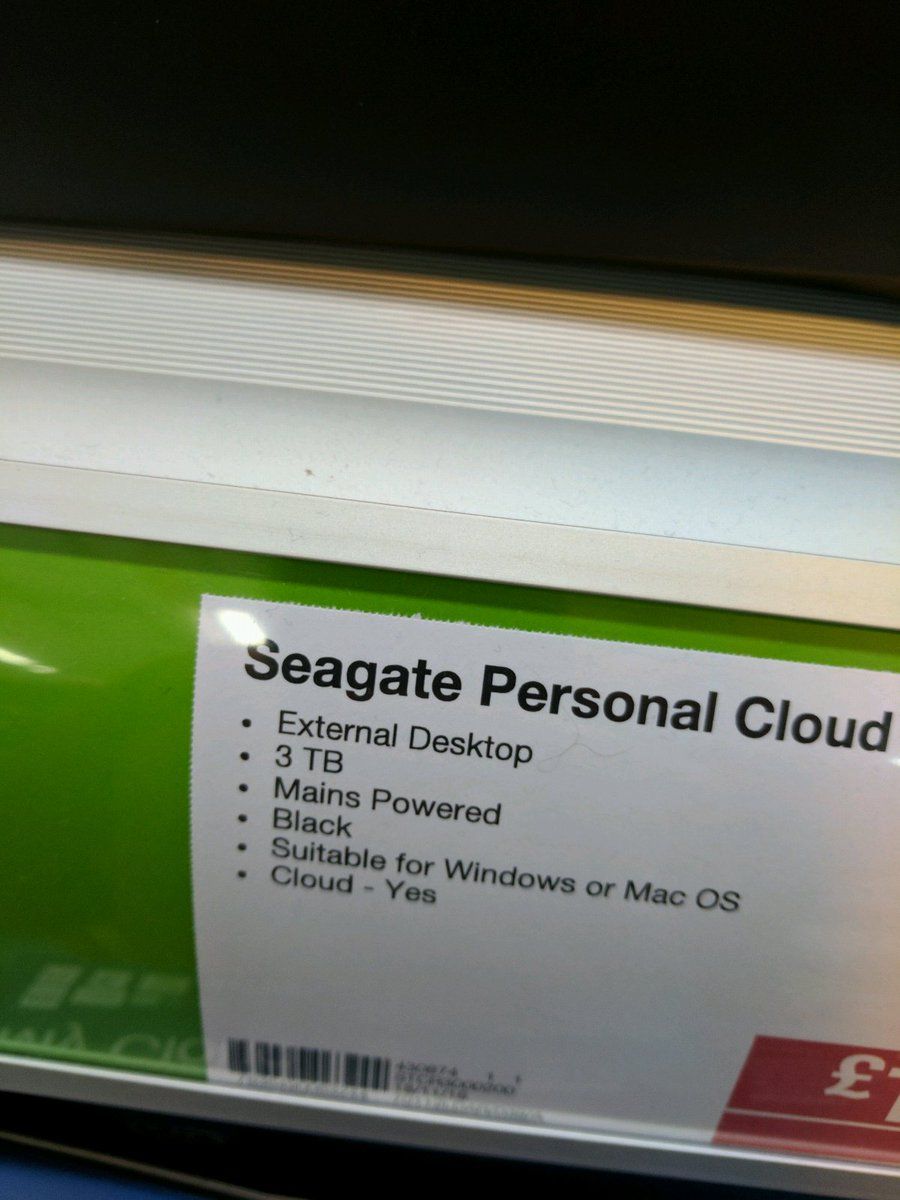 Seagate Personal Cloud
• External Desktop
• 3 TB
• Mains Powered
• Black
• Suitable for Windows or Mac OS
• Cloud - Yes
£